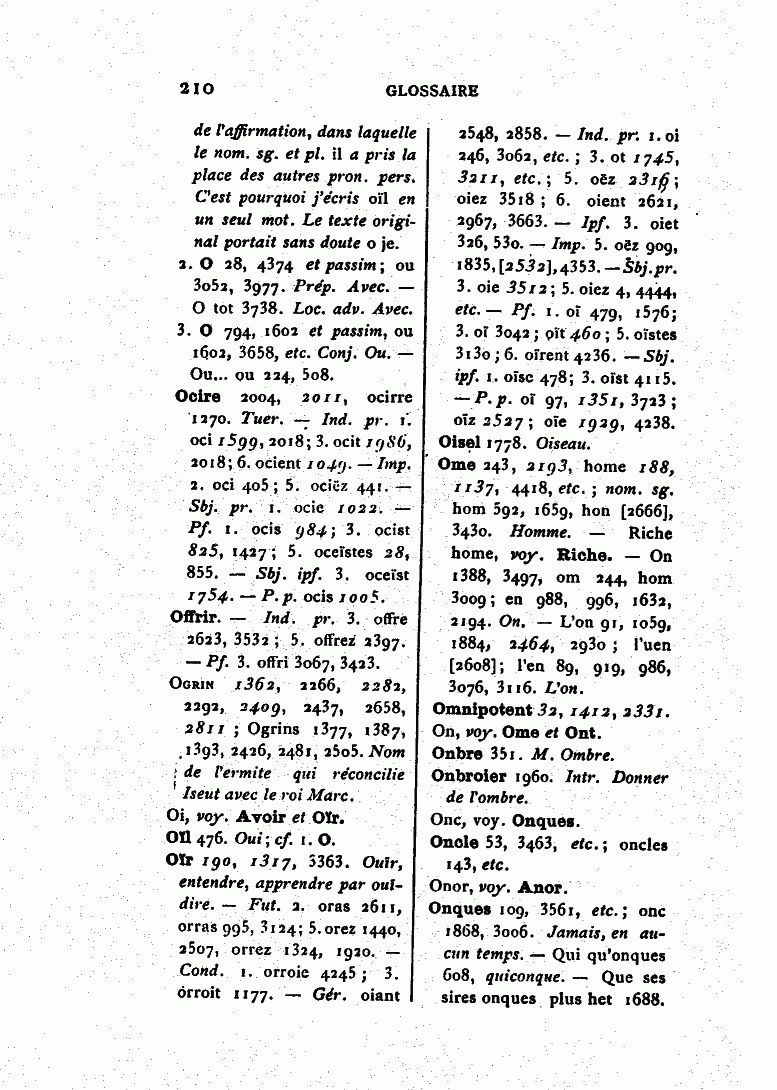 210
GLOSSAIRE
de l'affirmation, dans laquelle
le nom. sg. et pl. il a pris la
place des autres pron. pers.
C'est pourquoi j'écris oïl en
un seul mot. Le texte origi-
nal portait sans doute o je.
2. O 28, 4374 et passim; ou
3052, 3977. Prép. Avec. —
O tot 3738. Loc. adv. Avec.
3. O 794, 1602 et passim, ou
1602, 3658, etc. Conj. Ou. —
Ou... ou 224, 508.
Ocire 2004, 2011, ocirre
1270. Tuer. — Ind. pr. 1.
oci 1599, 2018; 3. ocit 1986,
2018; 6. ocient 1049. — Imp.
2. oci 405; 5. ociëz 441. —
Sbj. pr. 1. ocie 1022. —
Pf. 1. ocis 984; 3. ocist
825, 1427; 5. oceïstes 28,
855. — Sbj. ipf. 3. oceïst
1754. — P. p. ocis 1005.
Offrir. — Ind. pr. 3. offre
2623, 3532; 5. offrez 2397.
— Pf. 3. offri 3067, 3423.
OGRIN 1362, 2266, 2282,
2292, 2409, 2437, 2658,
2811; Ogrins 1377, 1387,
1393, 2426, 2481, 2505. Nom
de l'ermite qui réconcilie
Iseut avec le roi Marc.
Oi, voy. Avoir et Oïr.
Oïl 476. Oui; cf. 1. O.
Oïr 190, 1317, 3363. Ouïr,
entendre, apprendre par ouï-
dire. — Fut. 2. oras 2611,
orras 995, 3124; 5. orez 1440,
2507, orrez 1324, 1920. —
Cond. 1. orroie 4245; 3.
orroit 1177. — Gér. oiant
2548, 2858. — Ind. pr. 1. oi
246, 3062, etc.; 3. ot 1745,
3211, etc.; 5. oëz
oiez 3518; 6. oient 2621,
2967, 3663. — Ipf. 3. oiet
326, 530. — Imp. 5. oëz 909,
1835, [2532], 4353. — Sbj. pr.
3. oie 3512; 5. oiez 4, 4444,
etc. — Pf. 1. oï 479, 1576;
3. oï 3042; oït 460; 5. oïstes
3130; 6. oïrent 4236. — Sbj.
ipf. 1. oïsc 478; 3. oïst 4115.
— P. p. oï 97, 1351, 3723;
oïz 2527; oïe 1929, 4238.
Oisel 1778. Oiseau.
Ome 243, 2193, home 188,
1137, 4418, etc.; nom. sg.
hom 592, 1659, hon [2666],
3430. Homme. — Riche
home, voy. Riche. — On
1388, 3497, om 244, hom
3009; en 988, 996, 1632,
2194. On. — L'on 91, 1059,
1884, 2464, 2930; l'uen
[2608]; l'en 89, 919, 986,
3076, 3116. L'on.
Omnipotent 32, 1412, 2331.
On, voy. Ome et Ont.
Onbre 351. M. Ombre.
Onbroier 1960. Intr. Donner
de l'ombre.
Onc, voy. Onques.
Oncle 53, 3463, etc.; oncles
143, etc.
Onor, voy. Anor.
Onques 109, 3561, etc.; onc
1868, 3006. Jamais, en au-
cun temps. — Qui qu'onques
608, quiconque. — Que ses
sires onques plus het 1688.